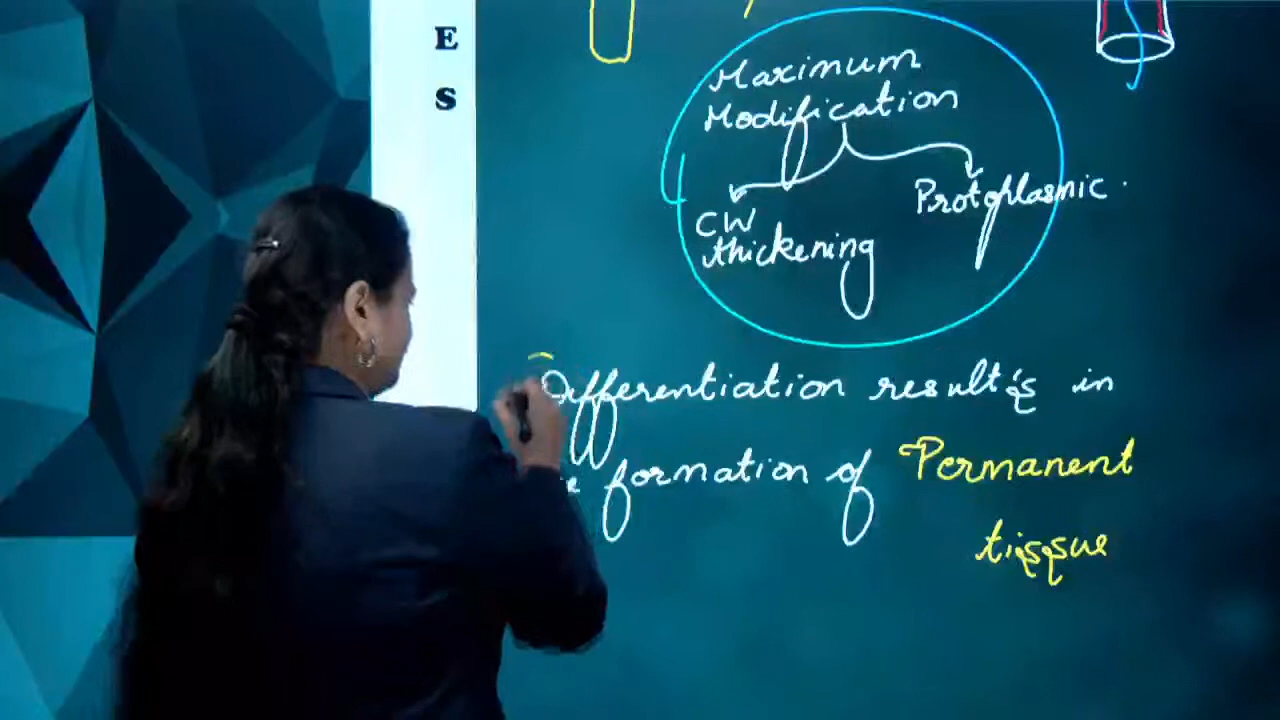 E
S
Maximum
Modification
CW
thickening
Protoplasmic
Differentiation results in
formation of Permanent
tissue